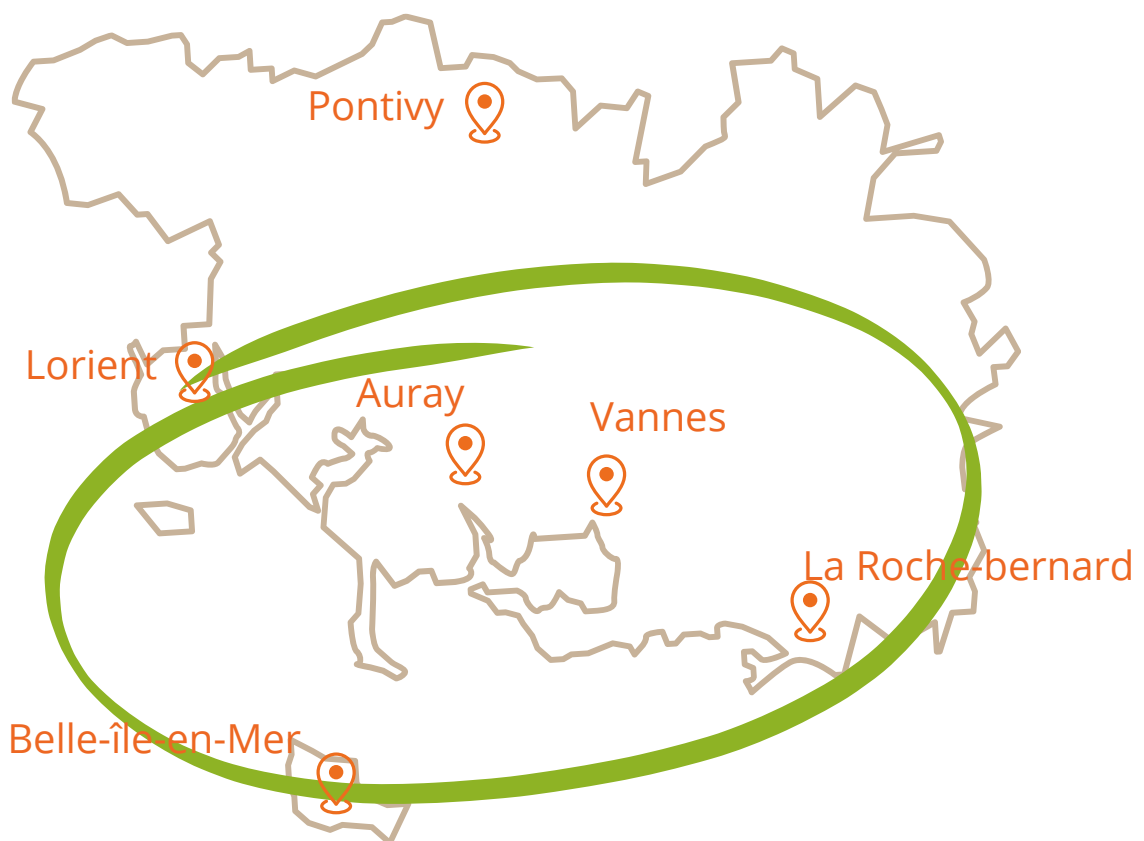 Pontivy
Lorient
Auray
Vannes
La Roche-bernard
Belle-île-en-Mer